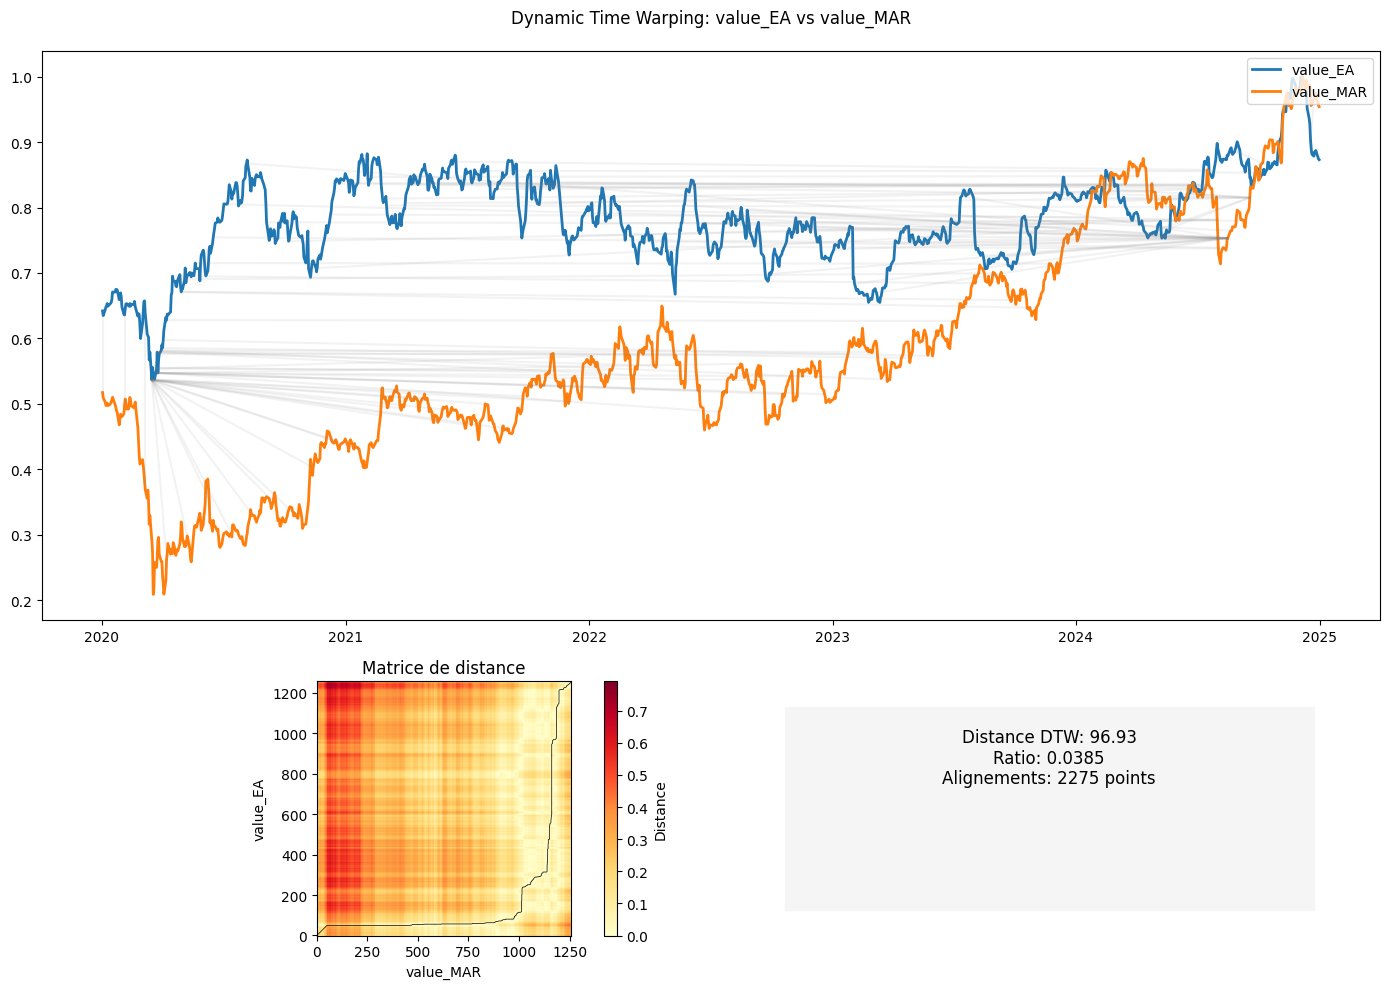 Dynamic Time Warping: value_EA vs value_MAR
1.0
0.9
0.8
0.7
0.6
0.5
0.4
0.3
0.2
value_EA
value_MAR
2020 2021 2022 2023 2024 2025
Matrice de distance
1200
1000
800
600
400
200
0
value_EA
0 250 500 750 1000 1250
value_MAR
0.7
0.6
0.5
0.4
0.3
0.2
0.1
0.0
Distance
Distance DTW: 96.93
Ratio: 0.0385
Alignements: 2275 points